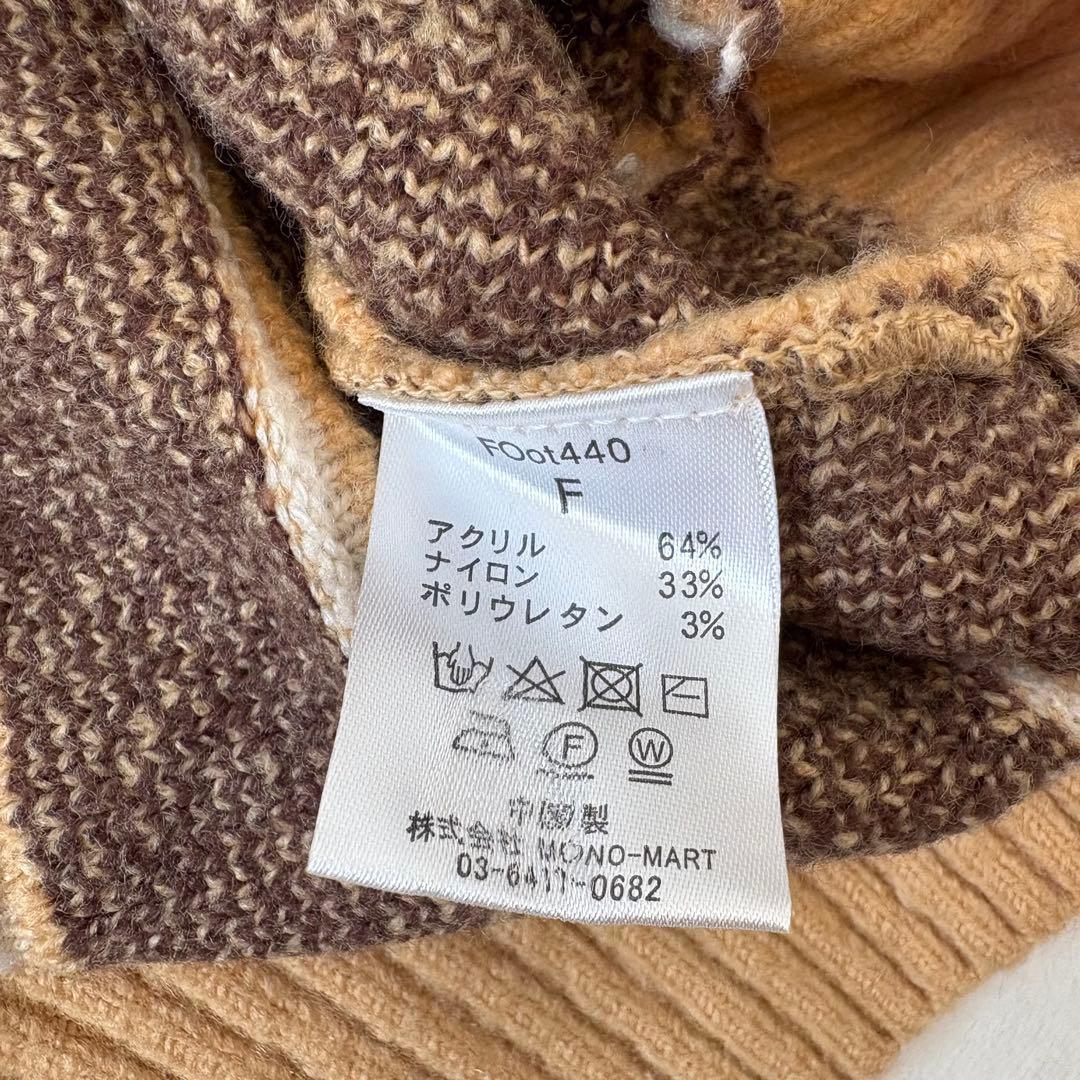 FOot440
F
アクリル 64%
ナイロン 33%
ポリウレタン 3%
F W
中国製
株式会社 MONO-MART
03-6411-0682